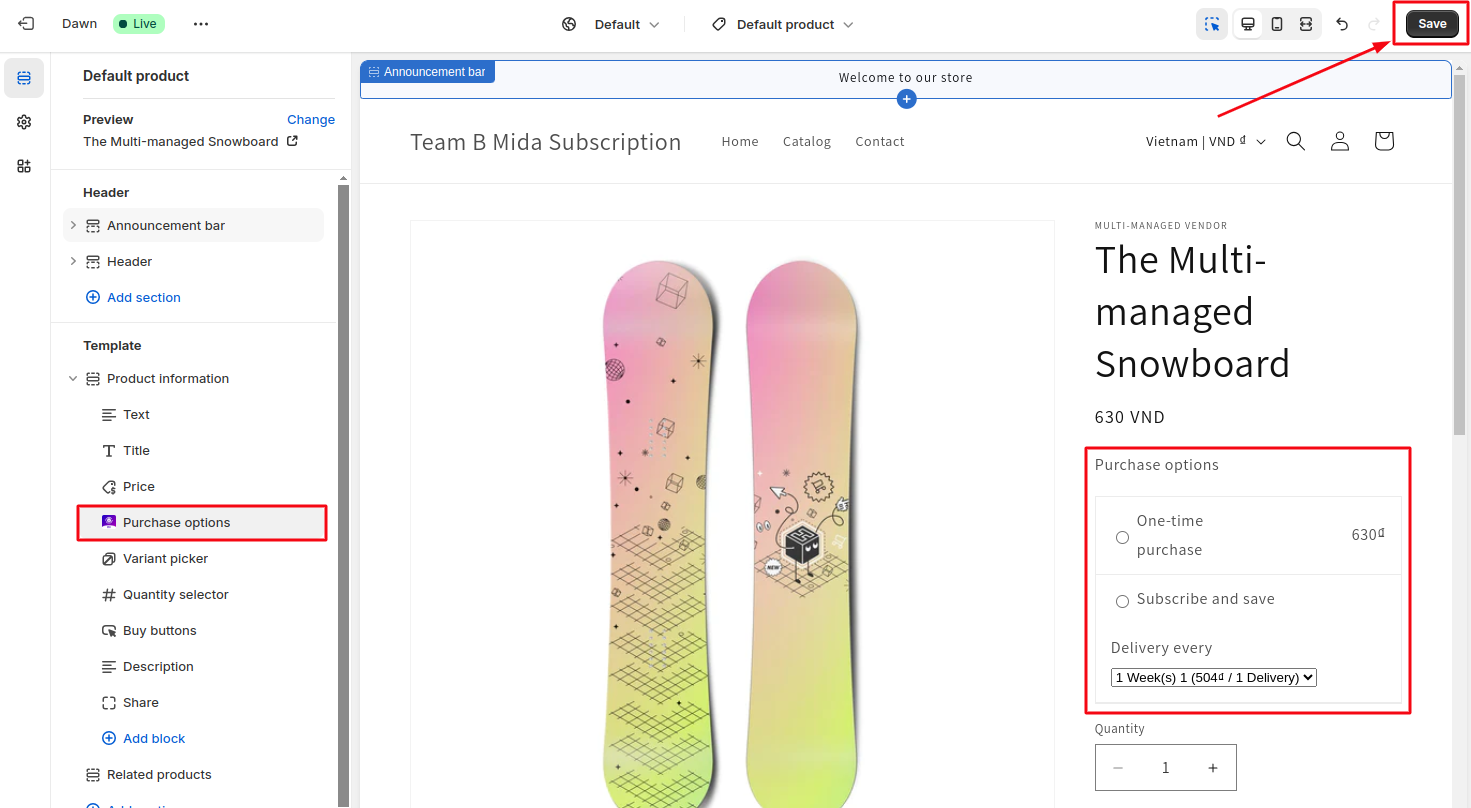 Dawn
Live
Default
Default product
Save
Default product
Preview
Change
The Multi-managed Snowboard
Header
Announcement bar
Header
Add section
Template
Product information
Text
Title
Price
Purchase options
Variant picker
Quantity selector
Buy buttons
Description
Share
Add block
Related products
Announcement bar
Welcome to our store
Team B Mida Subscription
Home
Catalog
Contact
Vietnam | VND ₫
NEW
MULTI-MANAGED VENDOR
The Multi-
managed
Snowboard
630 VND
Purchase options
One-time
purchase
630₫
Subscribe and save
Delivery every
1 Week(s) 1 (504₫ / 1 Delivery)
Quantity
1